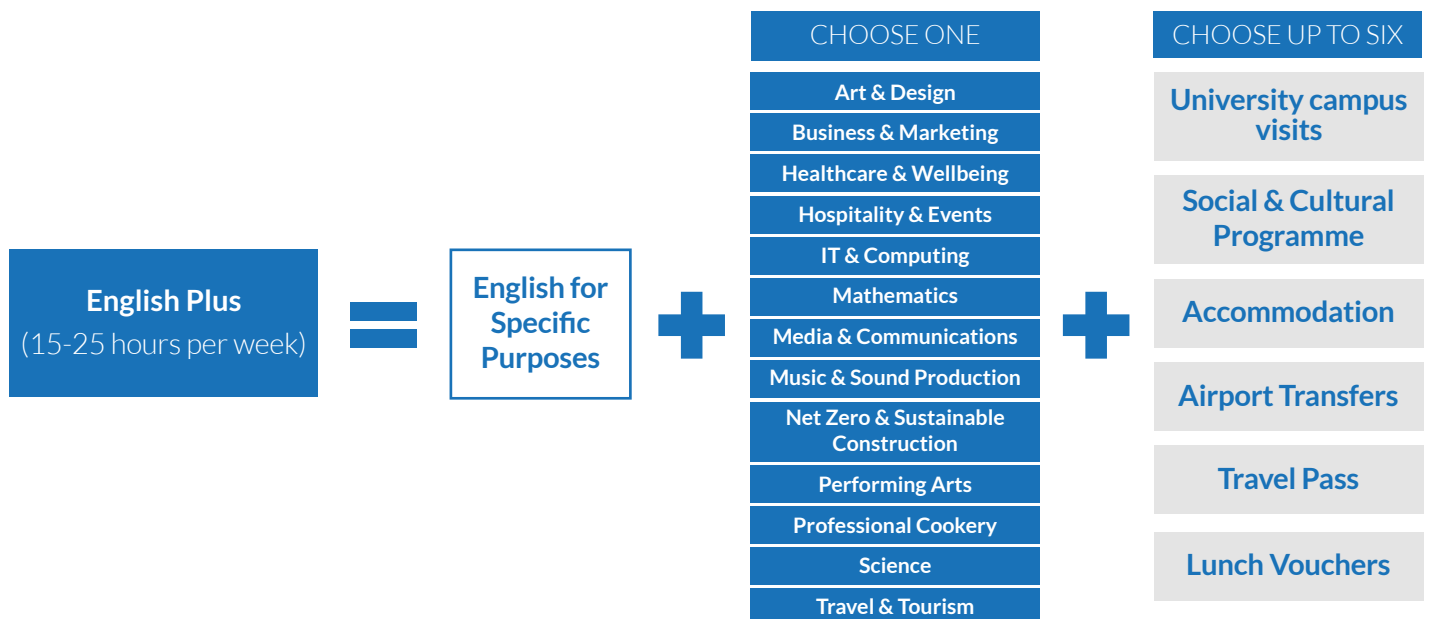 English Plus
(15-25 hours per week)
=
English for
Specific
Purposes
+
CHOOSE ONE
Art & Design
Business & Marketing
Healthcare & Wellbeing
Hospitality & Events
IT & Computing
Mathematics
Media & Communications
Music & Sound Production
Net Zero & Sustainable
Construction
Performing Arts
Professional Cookery
Science
Travel & Tourism
+
CHOOSE UP TO SIX
University campus
visits
Social & Cultural
Programme
Accommodation
Airport Transfers
Travel Pass
Lunch Vouchers